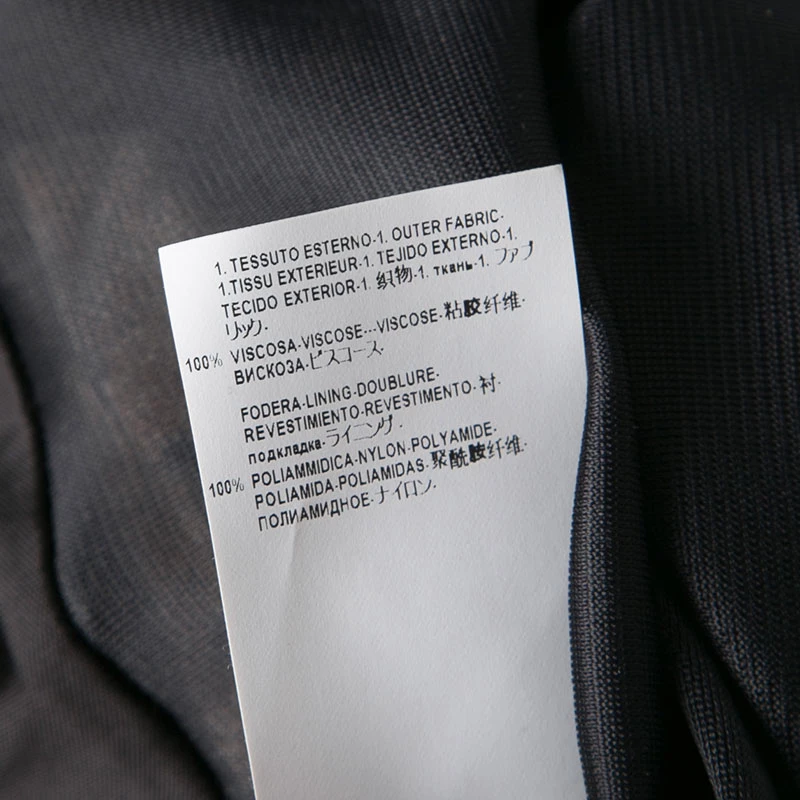 1. TESSUTO ESTERNO-1. OUTER FABRIC-
1.TISSU EXTERIEUR-1. TEJIDO EXTERNO-1.
TECIDO EXTERIOR-1. 织物-1. ткань-1. ファブ
リック.
100% VISCOSA-VISCOSE---VISCOSE-粘胶纤维-
ВИСКОЗА-ビスコース
FODERA-LINING-DOUBLURE-
REVESTIMIENTO-REVESTIMENTO-衬-
подкладка-ライニング.
100% POLIAMMIDICA-NYLON-POLYAMIDE-
POLIAMIDA-POLIAMIDAS-聚酰胺纤维-
ПОЛИАМИДНОЕ-ナイロン.